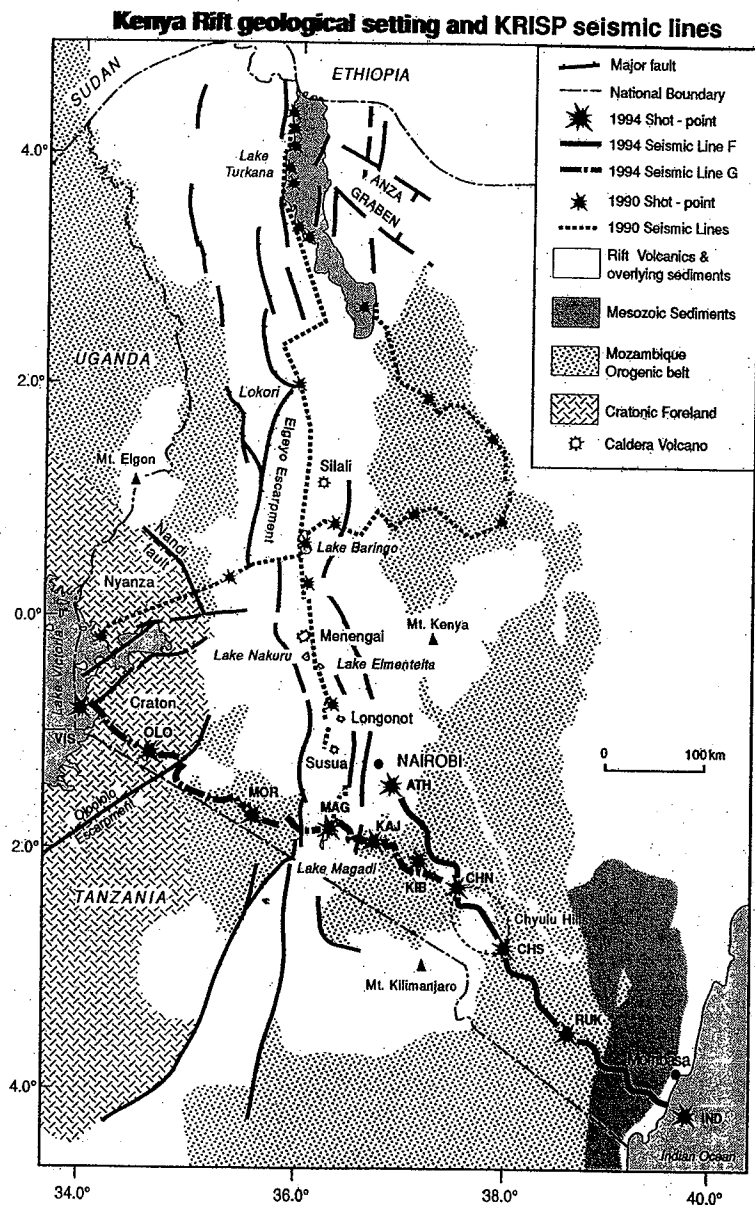 Kenya Rift geological setting and KRISP seismic lines
SUDAN
ETHIOPIA
4.0°
Lake
Turkana
ANZA
GRABEN
UGANDA
2.0°
Lokori
Elgeyo Escarpment
Mt. Elgon
Silali
Nandi
fault
Lake Baringo
Nyanza
0.0°
Mt. Kenya
Menengai
Lake Nakuru
Lake Elmenteita
Lake Victoria
Craton
Longonot
VIS
OLO
Susua
NAIROBI
ATH
MOR
MAG
KAJ
Escarpment
2.0°
Lake Magadi
KIB
CHN
TANZANIA
Chyulu Hi
CHS
Mt. Kilimanjaro
RUK
Mombasa
4.0°
IND
Indian Ocean
34.0°
36.0°
38.0°
40.0°
0
100km
Major fault
National Boundary
1994 Shot - point
1994 Seismic Line F
1994 Seismic Line G
1990 Shot - point
1990 Seismic Lines
Rift Volcanics &
overlying sediments
Mesozoic Sediments
Mozambique
Orogenic belt
Cratonic Foreland
Caldera Volcano